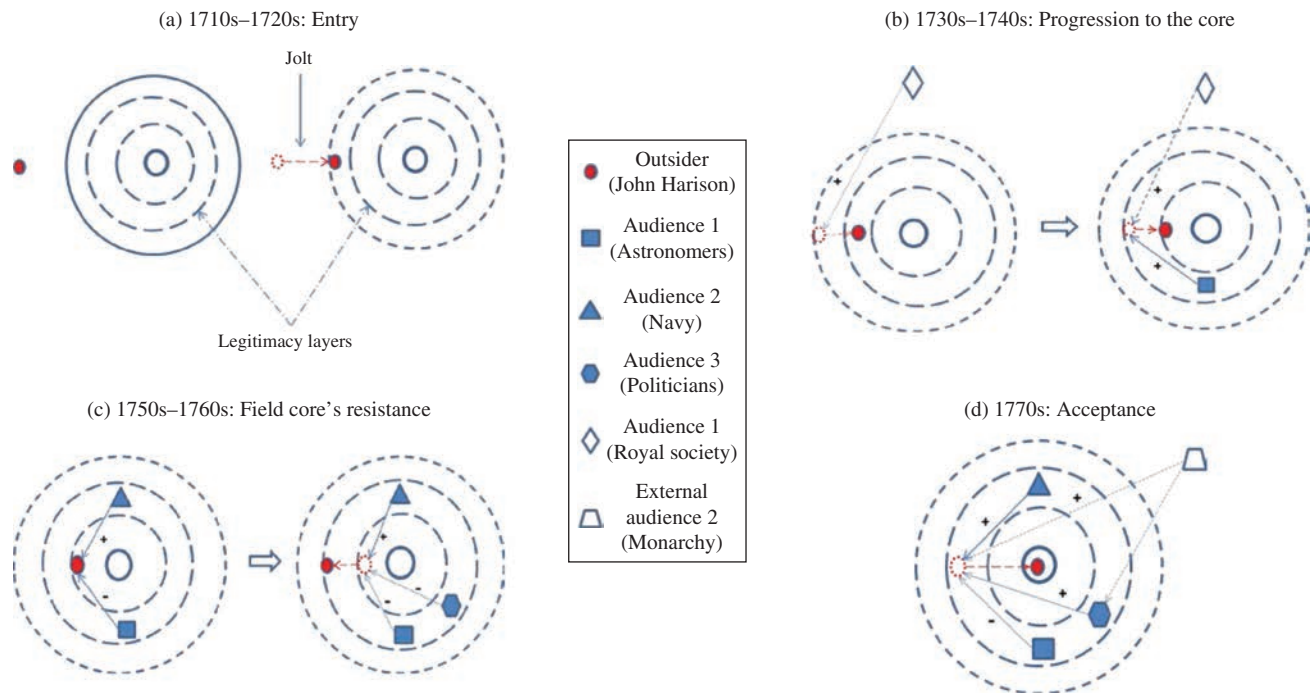 (a) 1710s–1720s: Entry
Jolt
Legitimacy layers
(b) 1730s–1740s: Progression to the core
+
+
+
Outsider
(John Harison)
Audience 1
(Astronomers)
Audience 2
(Navy)
Audience 3
(Politicians)
Audience 1
(Royal society)
External
audience 2
(Monarchy)
(c) 1750s–1760s: Field core's resistance
+
-
+
-
-
(d) 1770s: Acceptance
+
+
+
-